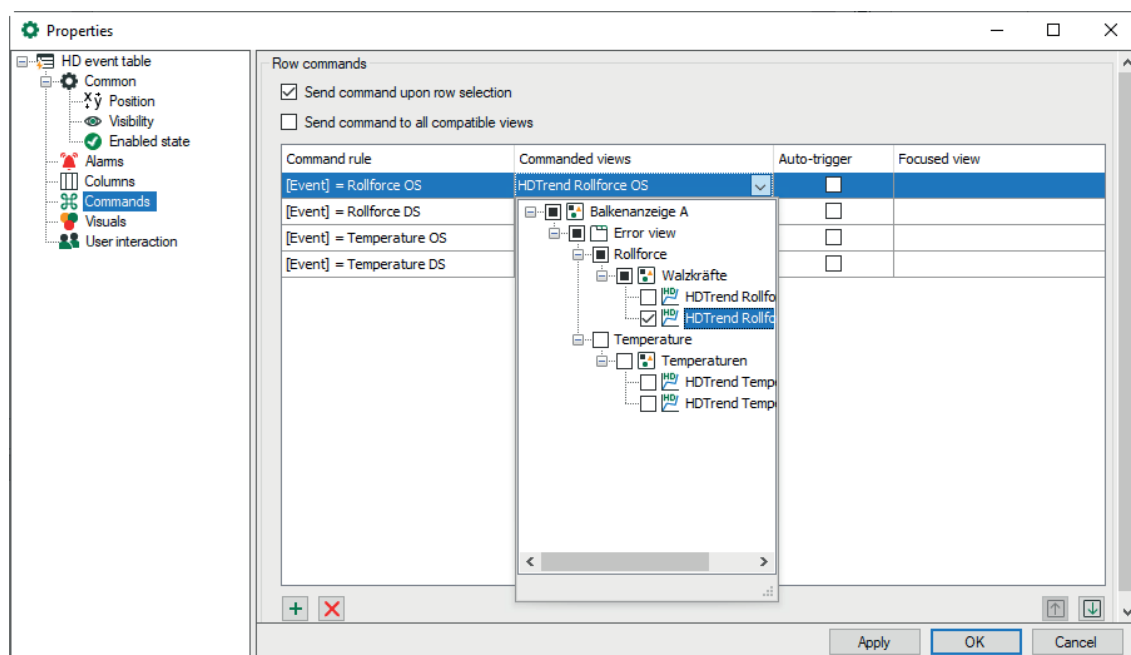 Properties
HD event table
Common
Position
Visibility
Enabled state
Alarms
Columns
Commands
Visuals
User interaction
Row commands
Send command upon row selection
Send command to all compatible views
Command rule Commanded views Auto-trigger Focused view
[Event] = Rollforce OS HDTrend Rollforce OS
[Event] = Rollforce DS
[Event] = Temperature OS
[Event] = Temperature DS
Balkenanzeige A
Error view
Rollforce
Walzkräfte
HDTrend Rollfo
HDTrend Rollfo
Temperature
Temperaturen
HDTrend Temp
HDTrend Temp
Apply OK Cancel